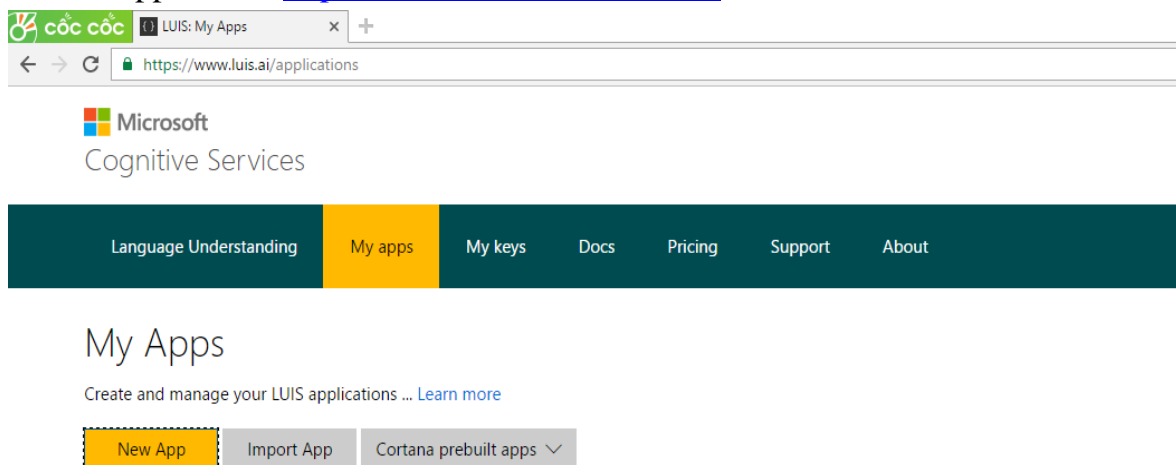 cốc cốc LUIS: My Apps
https://www.luis.ai/applications
Microsoft
Cognitive Services
Language Understanding My apps My keys Docs Pricing Support About
My Apps
Create and manage your LUIS applications ... Learn more
New App Import App Cortana prebuilt apps